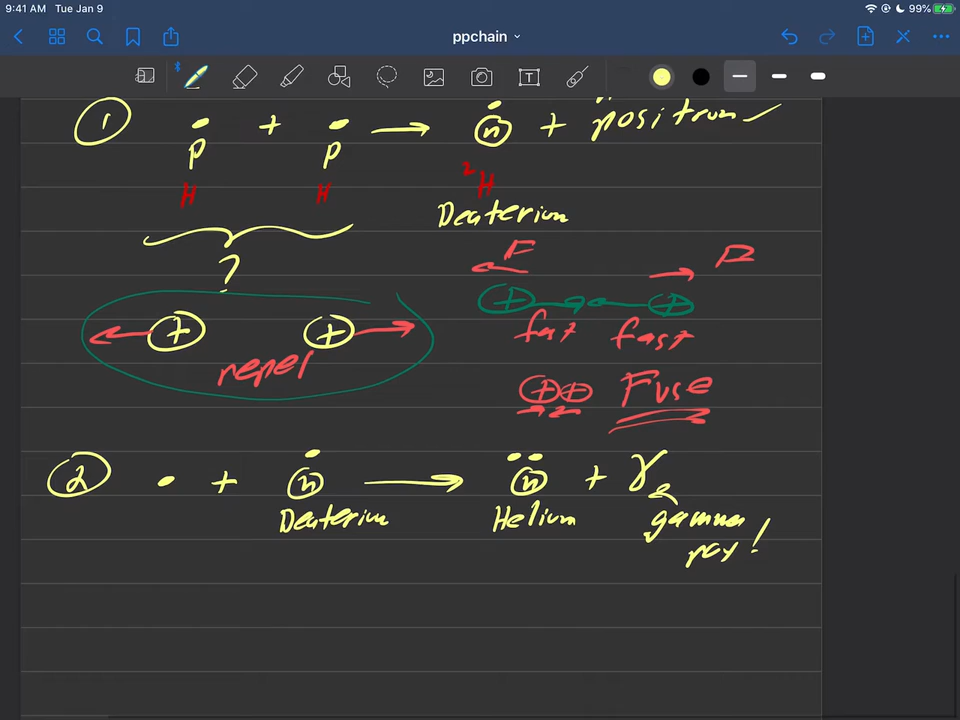 9:41 AM Tue Jan 9
99%
ppchain
T
1 p + p → n + positron
H H ²H
Deuterium
?
F F
+ + + +
fast fast
repel
++ Fuse
2 + n → n + γ
Deuterium Helium gamma
ray!